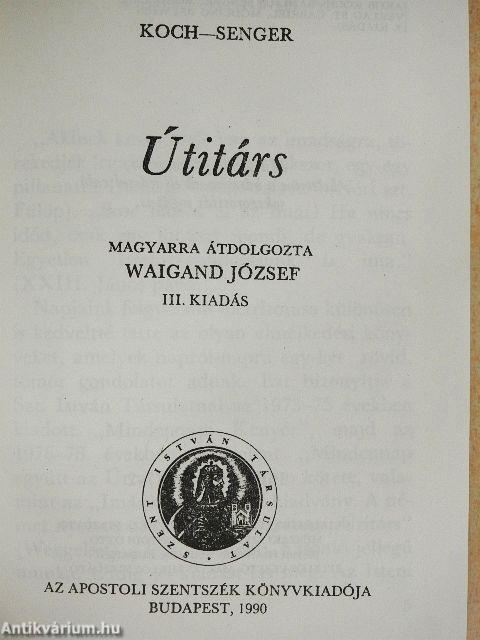 KOCH—SENGER
Útitárs
MAGYARRA ÁTDOLGOZTA
WAIGAND JÓZSEF
III. KIADÁS
SZENT ISTVÁN TÁRSULAT
AZ APOSTOLI SZENTSZÉK KÖNYVKIADÓJA
BUDAPEST, 1990
Antikvárium.hu